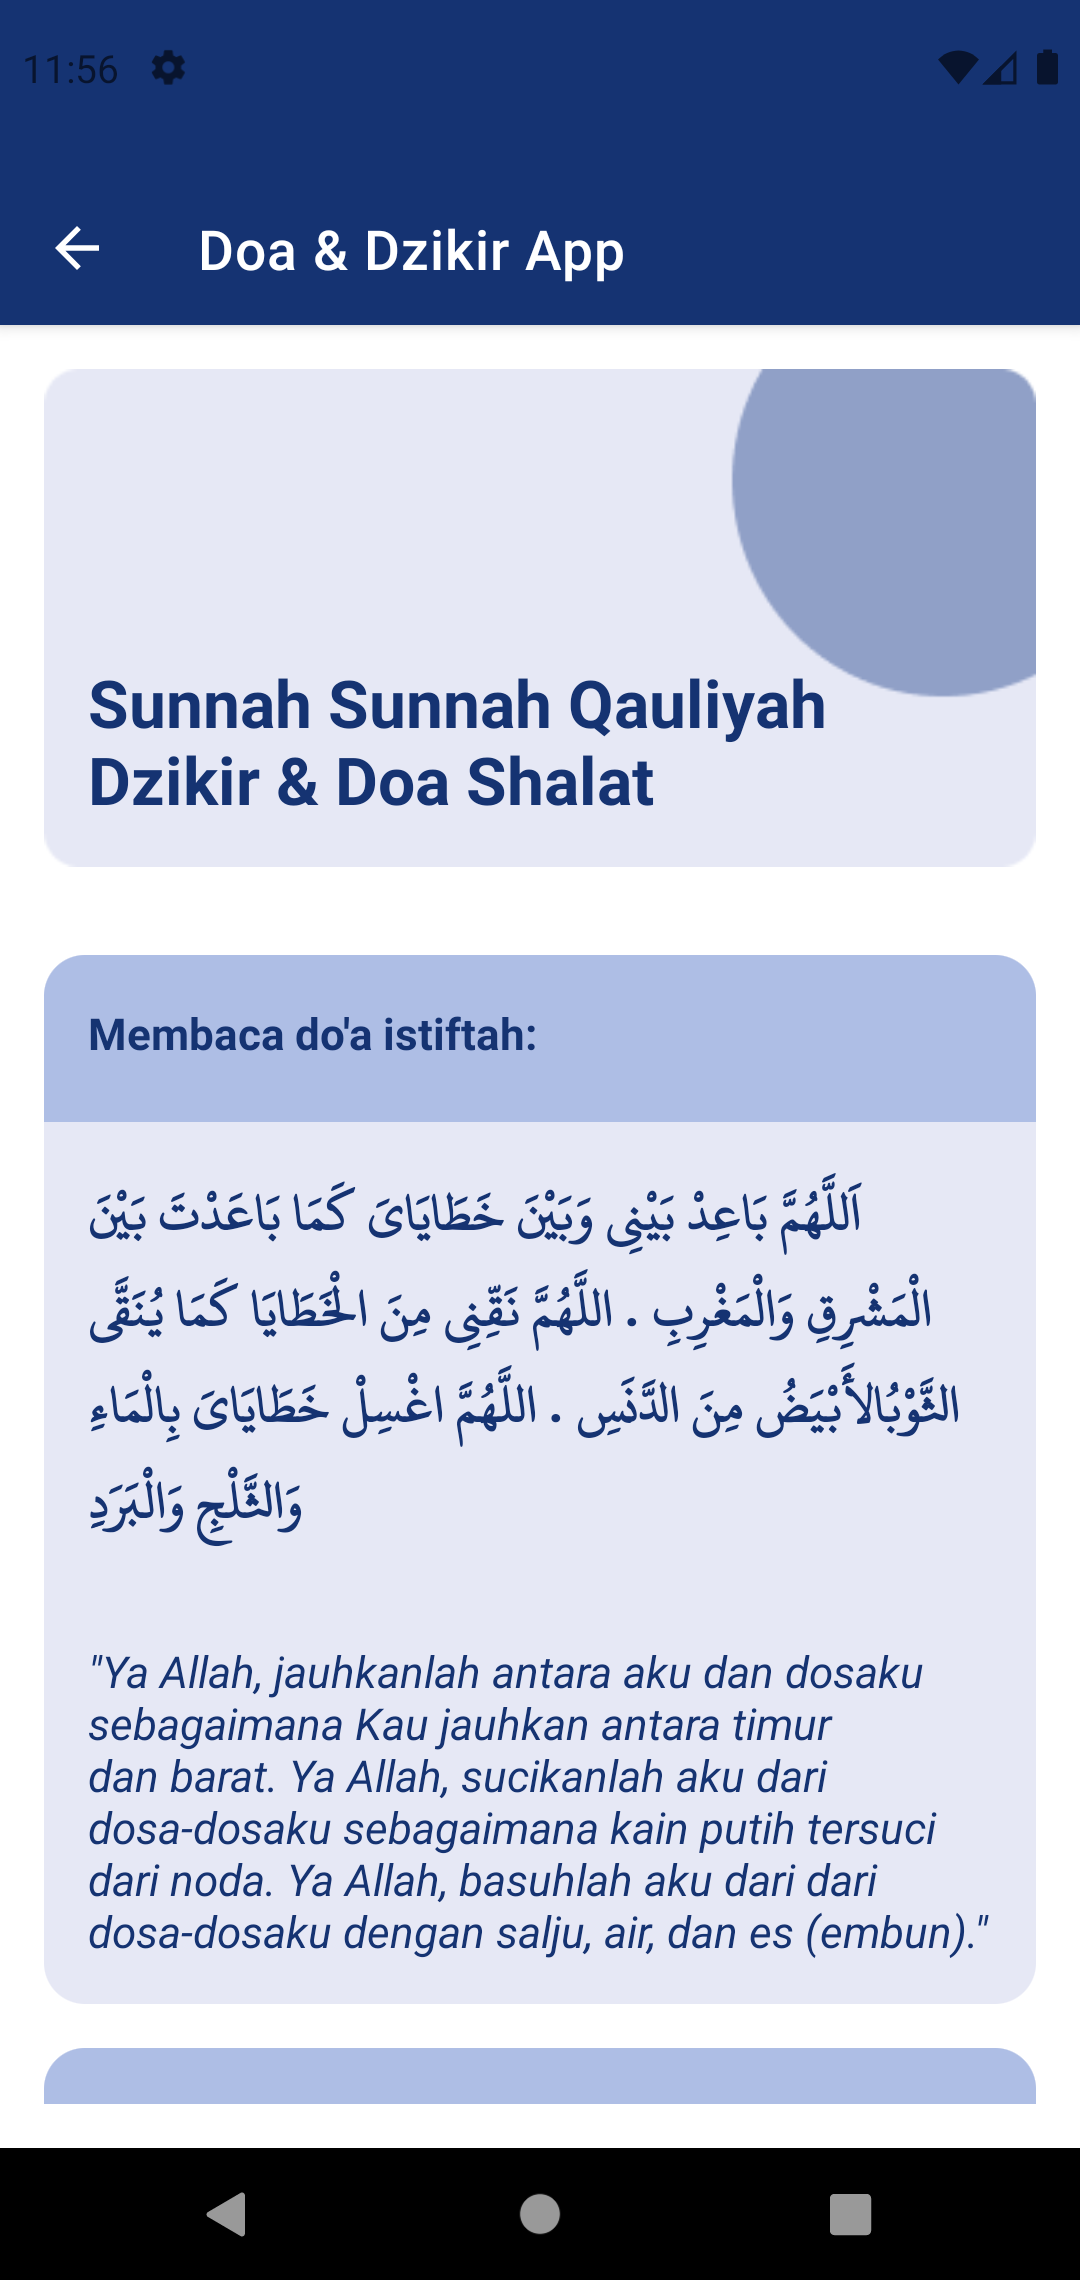 11:56
Doa & Dzikir App
Sunnah Sunnah Qauliyah
Dzikir & Doa Shalat
Membaca do'a istiftah:
اَللَّهُمَّ بَاعِدْ بَيْنِى وَبَيْنَ خَطَايَاىَ كَمَا بَاعَدْتَ بَيْنَ
الْمَشْرِقِ وَالْمَغْرِبِ . اللَّهُمَّ نَقِّنِى مِنَ الْخَطَايَا كَمَا يُنَقَّى
الثَّوْبُالأَبْيَضُ مِنَ الدَّنَسِ . اللَّهُمَّ اغْسِلْ خَطَايَاىَ بِالْمَاءِ
وَالثَّلْجِ وَالْبَرَدِ
"Ya Allah, jauhkanlah antara aku dan dosaku
sebagaimana Kau jauhkan antara timur
dan barat. Ya Allah, sucikanlah aku dari
dosa-dosaku sebagaimana kain putih tersuci
dari noda. Ya Allah, basuhlah aku dari dari
dosa-dosaku dengan salju, air, dan es (embun)."